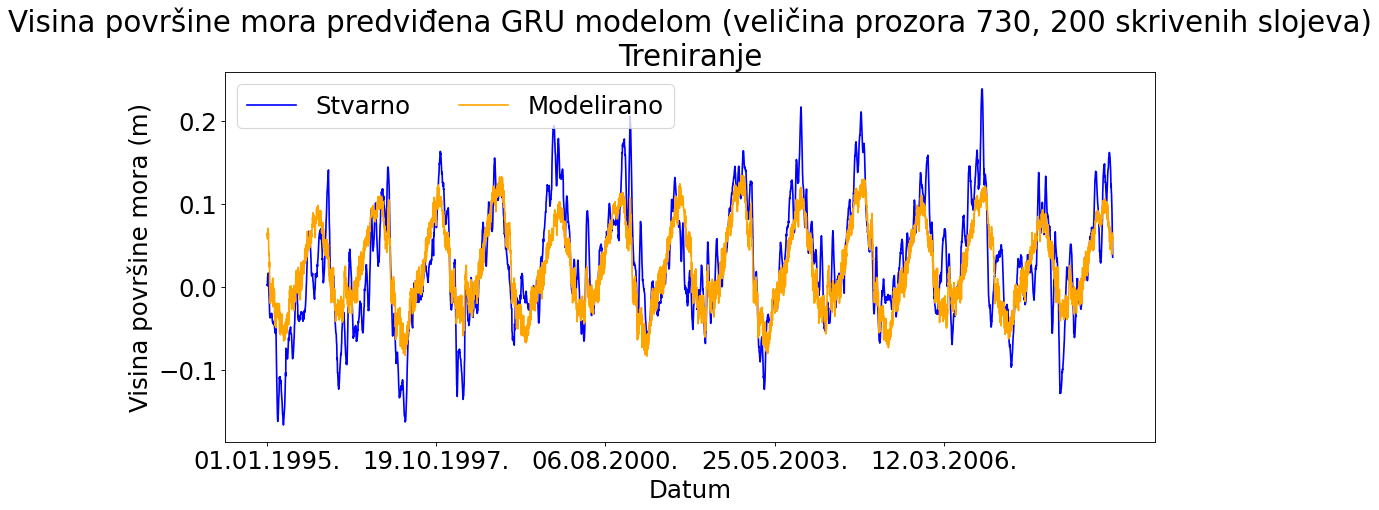 Visina površine mora predviđena GRU modelom (veličina prozora 730, 200 skrivenih slojeva)
Treniranje
Stvarno Modelirano
Visina površine mora (m)
0.2
0.1
0.0
−0.1
01.01.1995. 19.10.1997. 06.08.2000. 25.05.2003. 12.03.2006.
Datum